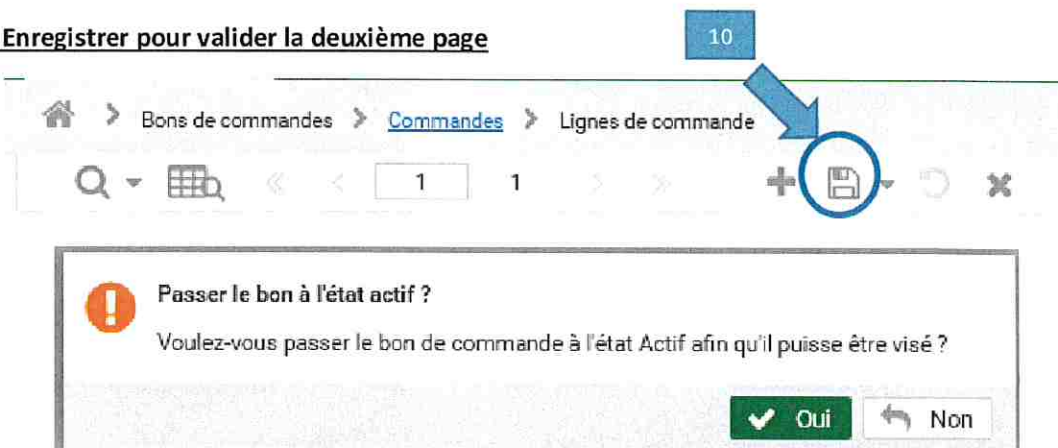 Enregistrer pour valider la deuxième page
10
Bons de commandes > Commandes > Lignes de commande
1 1
Passer le bon à l'état actif ?
Voulez-vous passer le bon de commande à l'état Actif afin qu'il puisse être visé ?
Oui Non